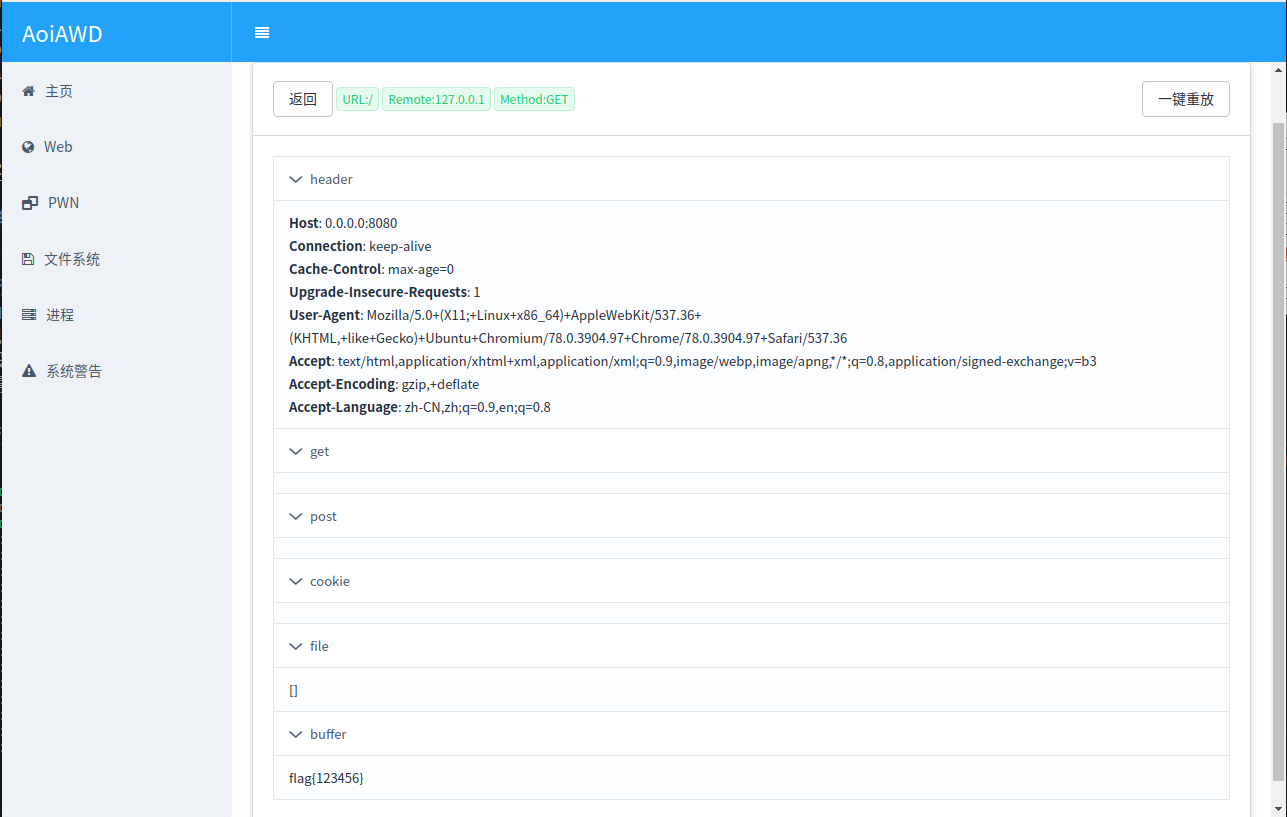 AoiAWD
主页
Web
PWN
文件系统
进程
系统警告
返回 URL:/ Remote:127.0.0.1 Method:GET 一键重放
header
Host: 0.0.0.0:8080
Connection: keep-alive
Cache-Control: max-age=0
Upgrade-Insecure-Requests: 1
User-Agent: Mozilla/5.0+(X11;+Linux+x86_64)+AppleWebKit/537.36+
(KHTML,+like+Gecko)+Ubuntu+Chromium/78.0.3904.97+Chrome/78.0.3904.97+Safari/537.36
Accept: text/html,application/xhtml+xml,application/xml;q=0.9,image/webp,image/apng,*/*;q=0.8,application/signed-exchange;v=b3
Accept-Encoding: gzip,+deflate
Accept-Language: zh-CN,zh;q=0.9,en;q=0.8
get
post
cookie
file
[]
buffer
flag{123456}